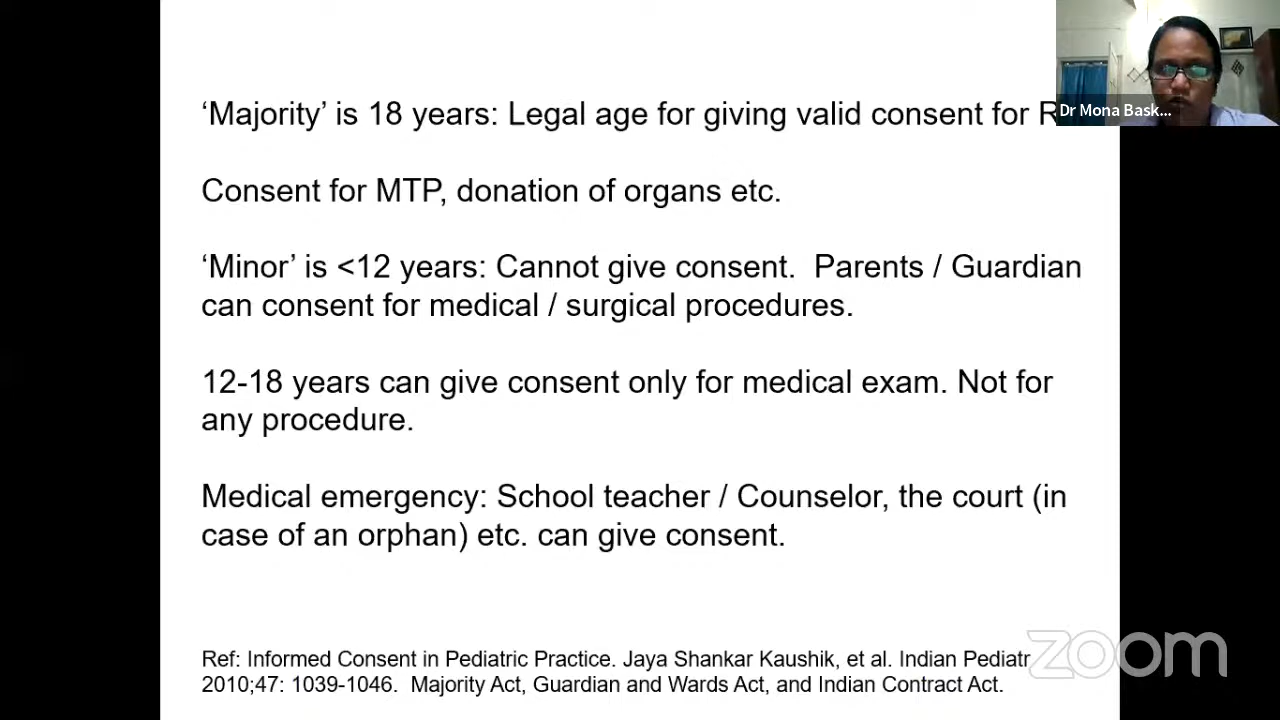 ‘Majority’ is 18 years: Legal age for giving valid consent for
Dr Mona Bask...
Consent for MTP, donation of organs etc.
‘Minor’ is <12 years: Cannot give consent. Parents / Guardian
can consent for medical / surgical procedures.
12-18 years can give consent only for medical exam. Not for
any procedure.
Medical emergency: School teacher / Counselor, the court (in
case of an orphan) etc. can give consent.
Ref: Informed Consent in Pediatric Practice. Jaya Shankar Kaushik, et al. Indian Pediatr
2010;47: 1039-1046. Majority Act, Guardian and Wards Act, and Indian Contract Act.
zoom